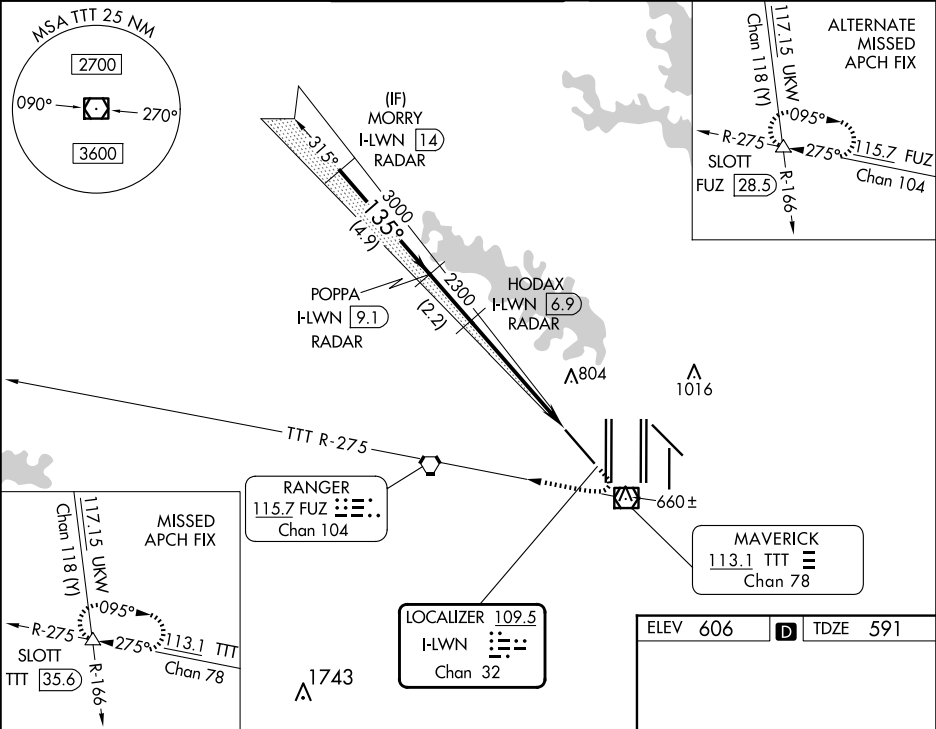 MSA TTT 25 NM
2700
090°
270°
3600
(IF)
MORRY
I-LWN 14
RADAR
315°
3000
135°
(4.9)
POPPA
I-LWN 9.1
RADAR
2300
(2.2)
HODAX
I-LWN 6.9
RADAR
804
1016
ALTERNATE
MISSED
APCH FIX
117.15 UKW
Chan 118 (Y)
095°
R-275
275°
115.7 FUZ
Chan 104
SLOTT
FUZ 28.5
R-166
TTT R-275
RANGER
115.7 FUZ
Chan 104
660 ±
MAVERICK
113.1 TTT
Chan 78
LOCALIZER 109.5
I-LWN
Chan 32
MISSED
APCH FIX
117.15 UKW
Chan 118 (Y)
095°
R-275
275°
113.1 TTT
Chan 78
SLOTT
TTT 35.6
R-166
1743
ELEV 606 D TDZE 591